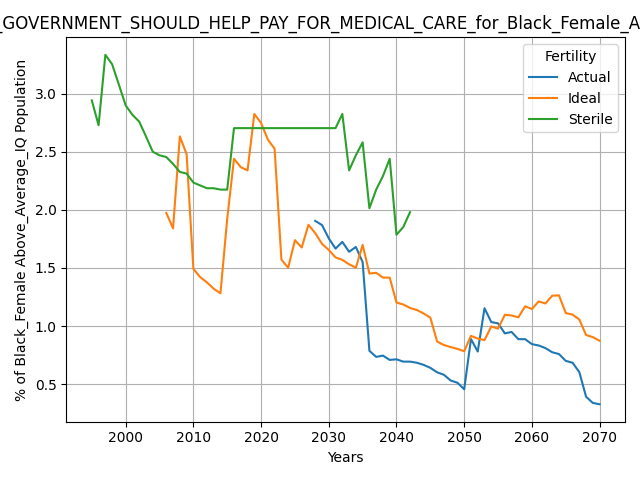 _GOVERNMENT_SHOULD_HELP_PAY_FOR_MEDICAL_CARE_for_Black_Female_A
% of Black_Female Above_Average_IQ Population
3.0
2.5
2.0
1.5
1.0
0.5
Fertility
Actual
Ideal
Sterile
2000 2010 2020 2030 2040 2050 2060 2070
Years